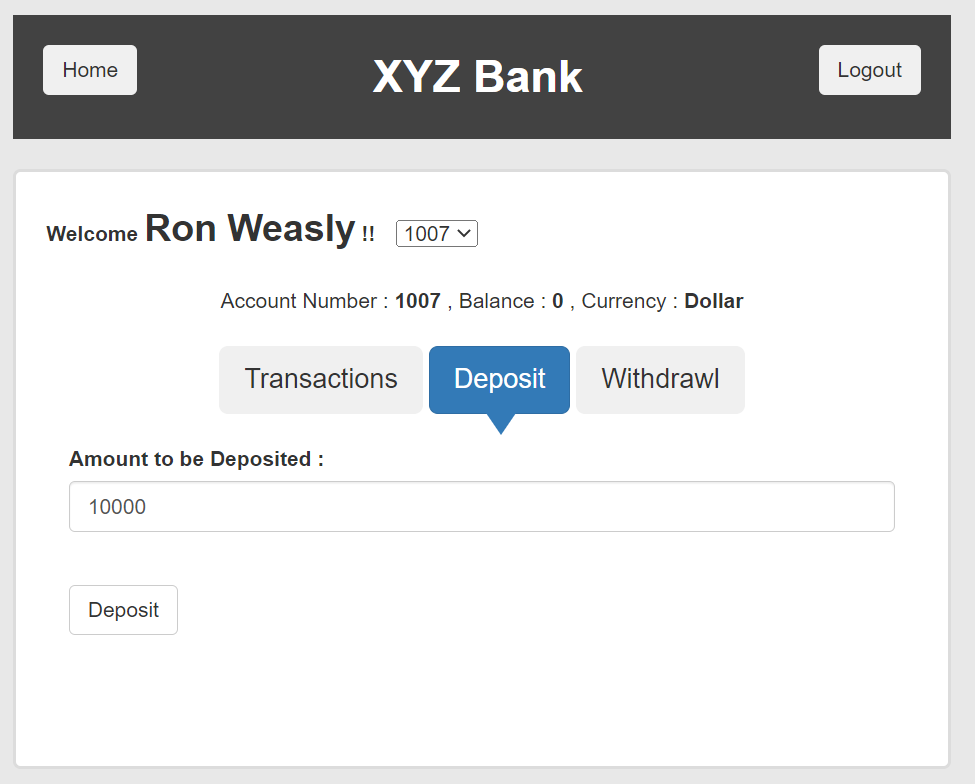 Home XYZ Bank Logout
Welcome Ron Weasly !! 1007
Account Number : 1007 , Balance : 0 , Currency : Dollar
Transactions Deposit Withdrawl
Amount to be Deposited :
10000
Deposit